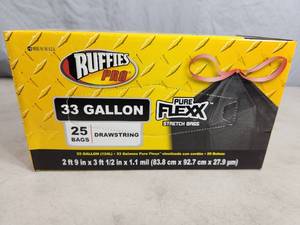 RUFFIES
PRO
33 GALLON
PURE
FLEXX
STRETCH BAGS
25
BAGS
DRAWSTRING
2 ft 9 in x 3 ft 1/2 in x 1.1 mil (83.8 cm x 92.7 cm x 27.9 µm)